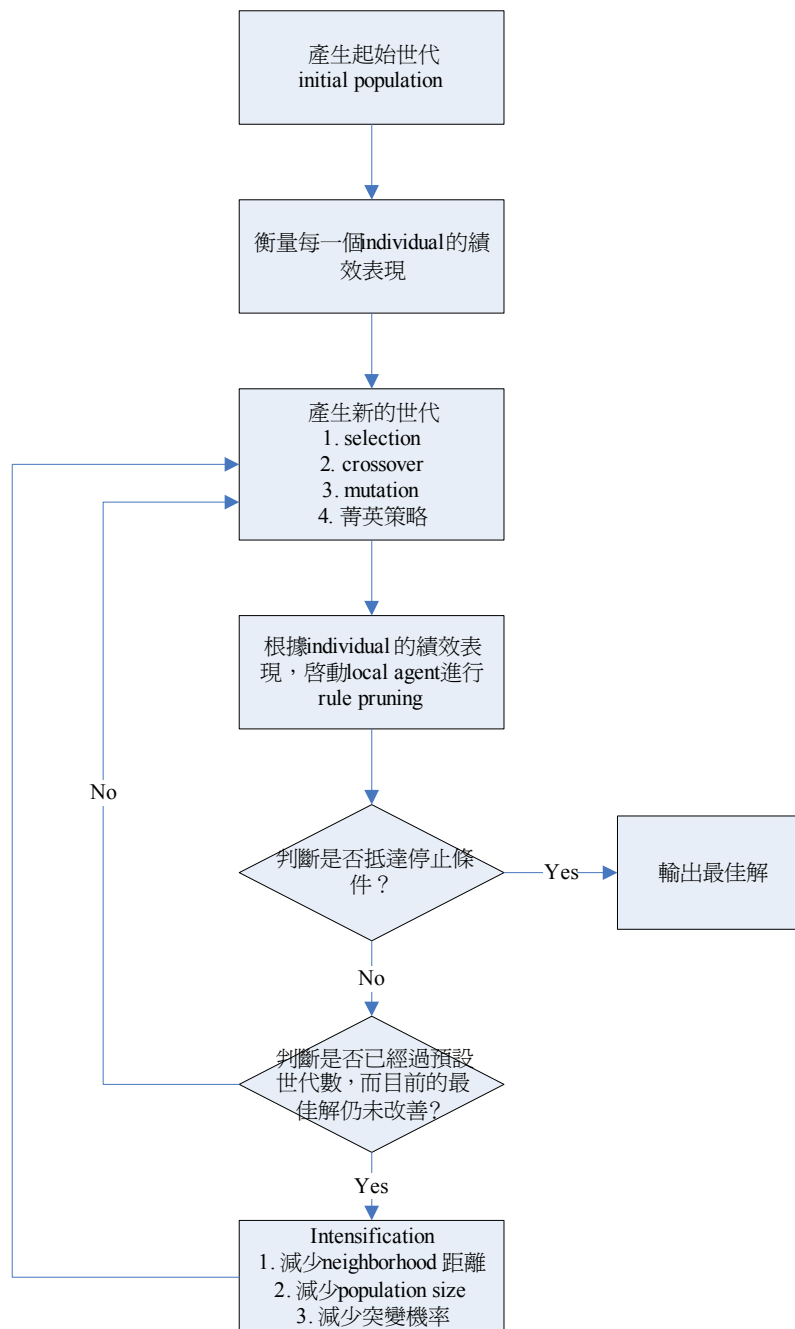 產生起始世代
initial population
衡量每一個individual的績
效表現
產生新的世代
1. selection
2. crossover
3. mutation
4. 菁英策略
根據individual的績效表
現，啟動local agent進行
rule pruning
No
判斷是否抵達停止條
件？
Yes
輸出最佳解
No
判斷是否已經過預設
世代數，而目前的最
佳解仍未改善?
Yes
Intensification
1. 減少neighborhood 距離
2. 減少population size
3. 減少突變機率